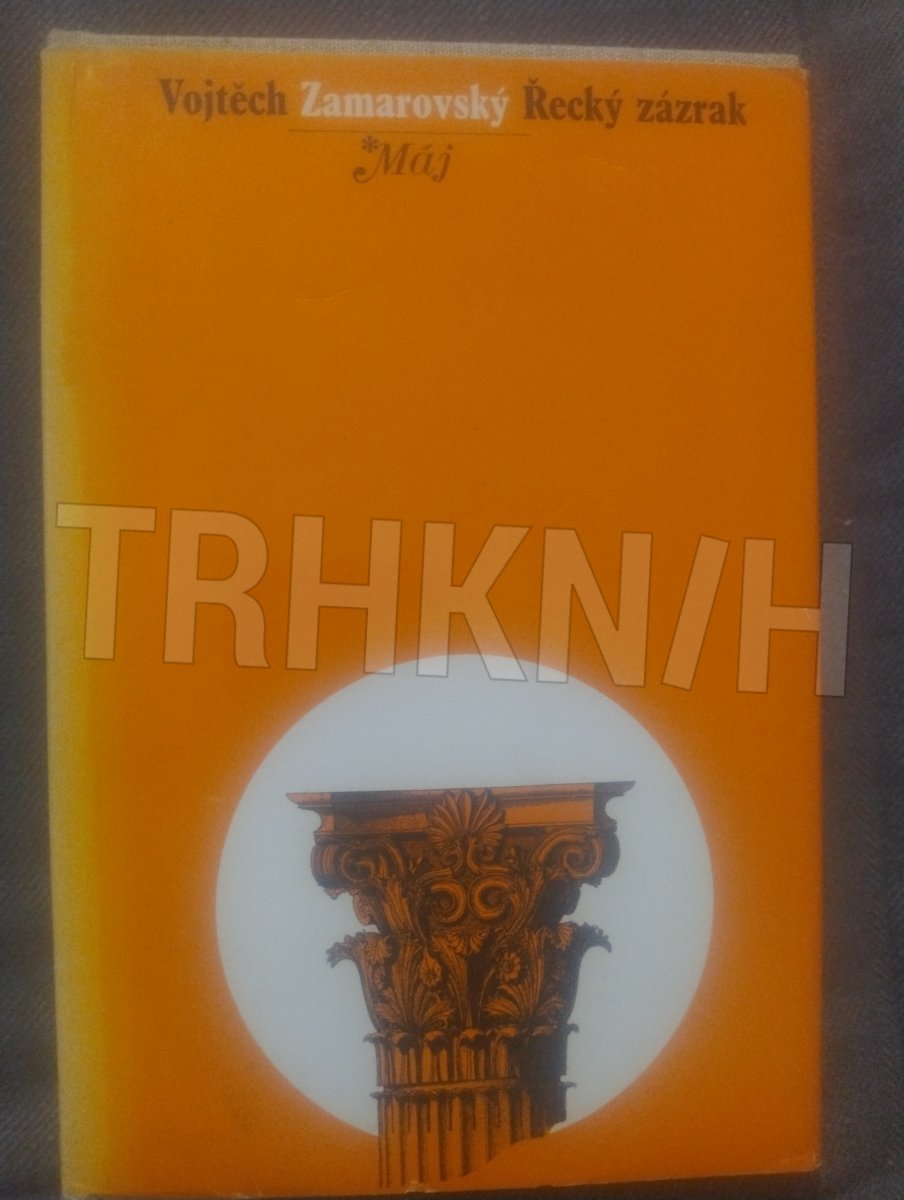 Vojtěch Zamarovský Řecký zázrak
*Máj
TRHKNIH